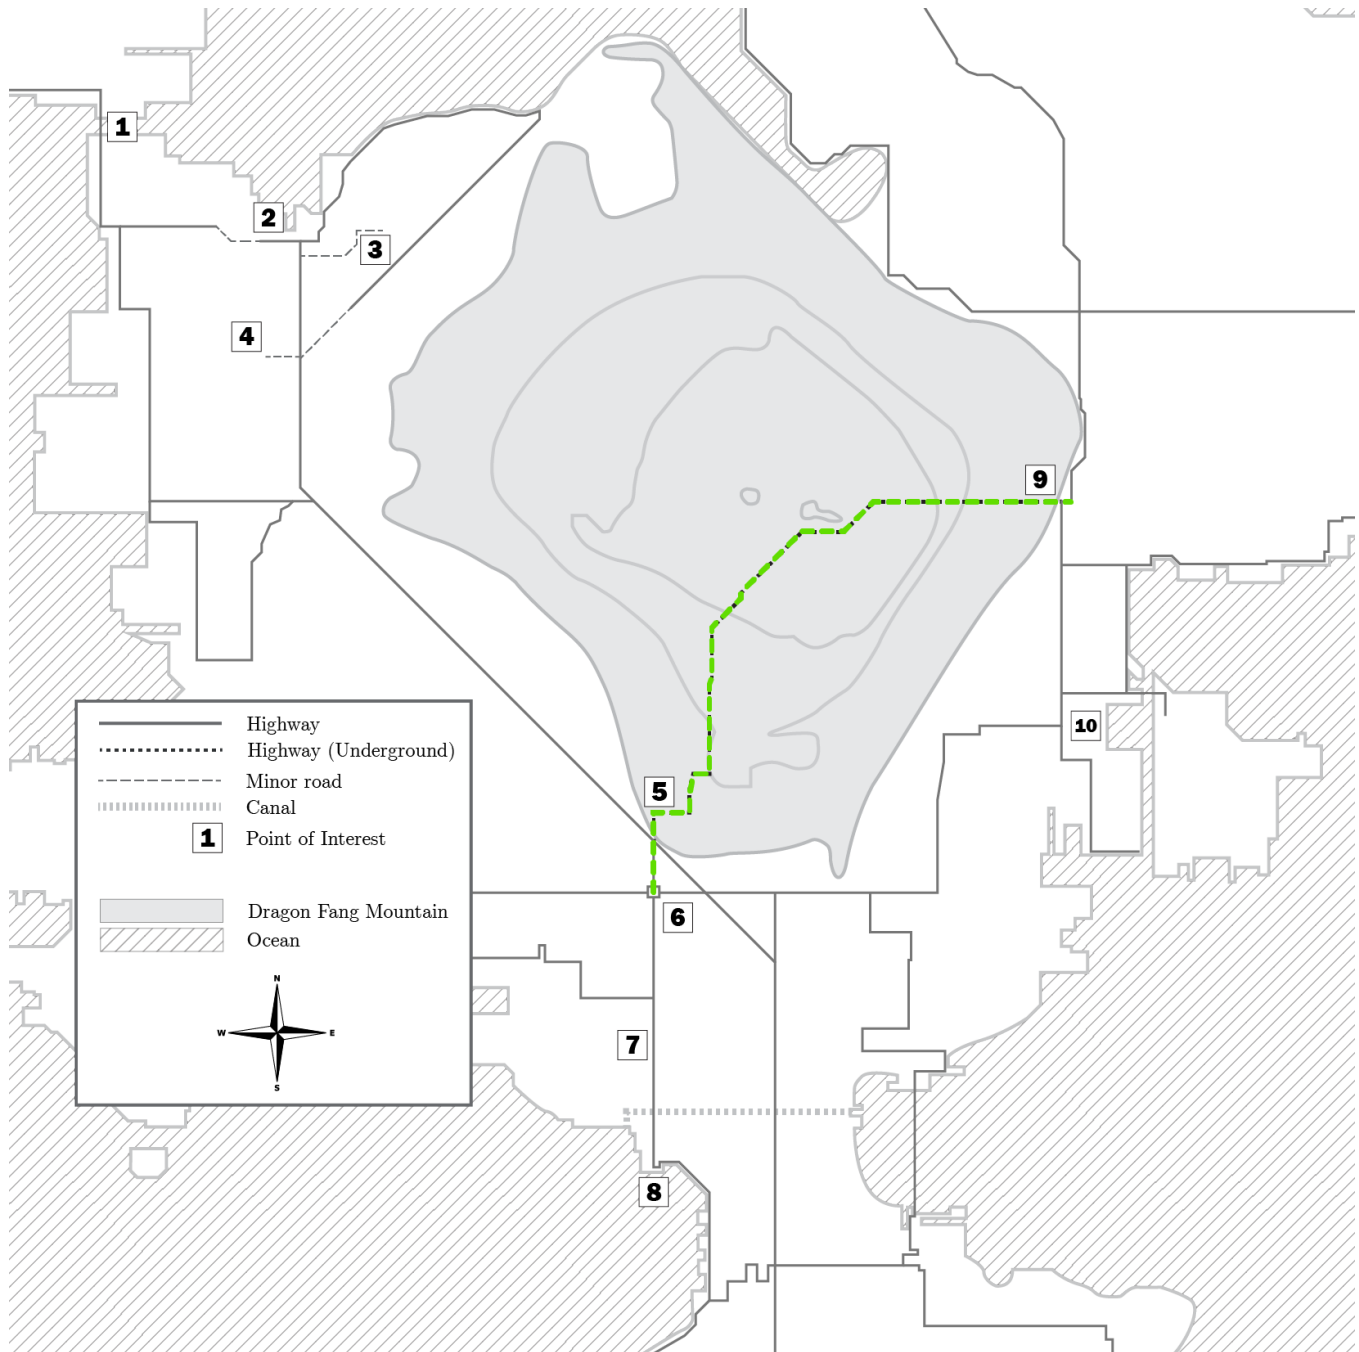 1
2
3
4
9
10
5
6
7
8
Highway
Highway (Underground)
Minor road
Canal
1 Point of Interest
Dragon Fang Mountain
Ocean
N
W E
S